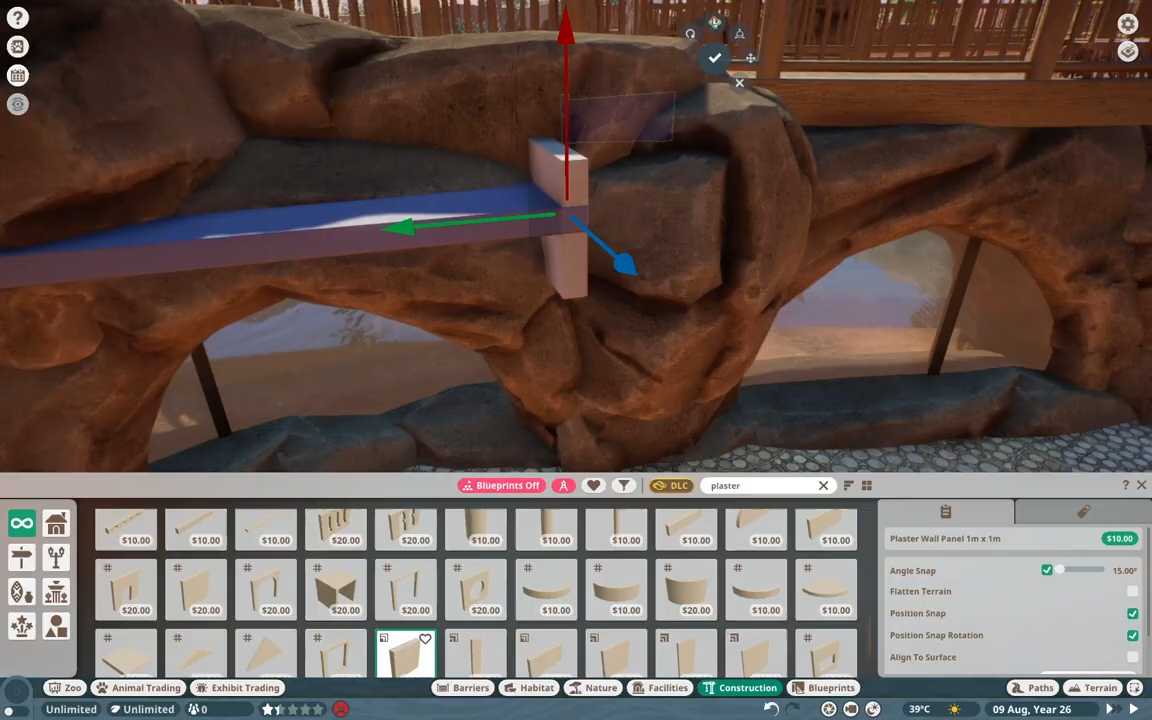 Blueprints Off
DLC
plaster
$10.00 $10.00 $10.00 $20.00 $20.00 $10.00 $10.00 $10.00 $10.00 $10.00 $10.00
$20.00 $20.00 $20.00 $20.00 $20.00 $20.00 $10.00 $10.00 $20.00 $10.00 $10.00
Plaster Wall Panel 1m x 1m $10.00
Angle Snap 15.00°
Flatten Terrain
Position Snap
Position Snap Rotation
Align To Surface
Zoo Animal Trading Exhibit Trading Barriers Habitat Nature Facilities Construction Blueprints Paths Terrain
Unlimited Unlimited 0 39°C 09 Aug, Year 26